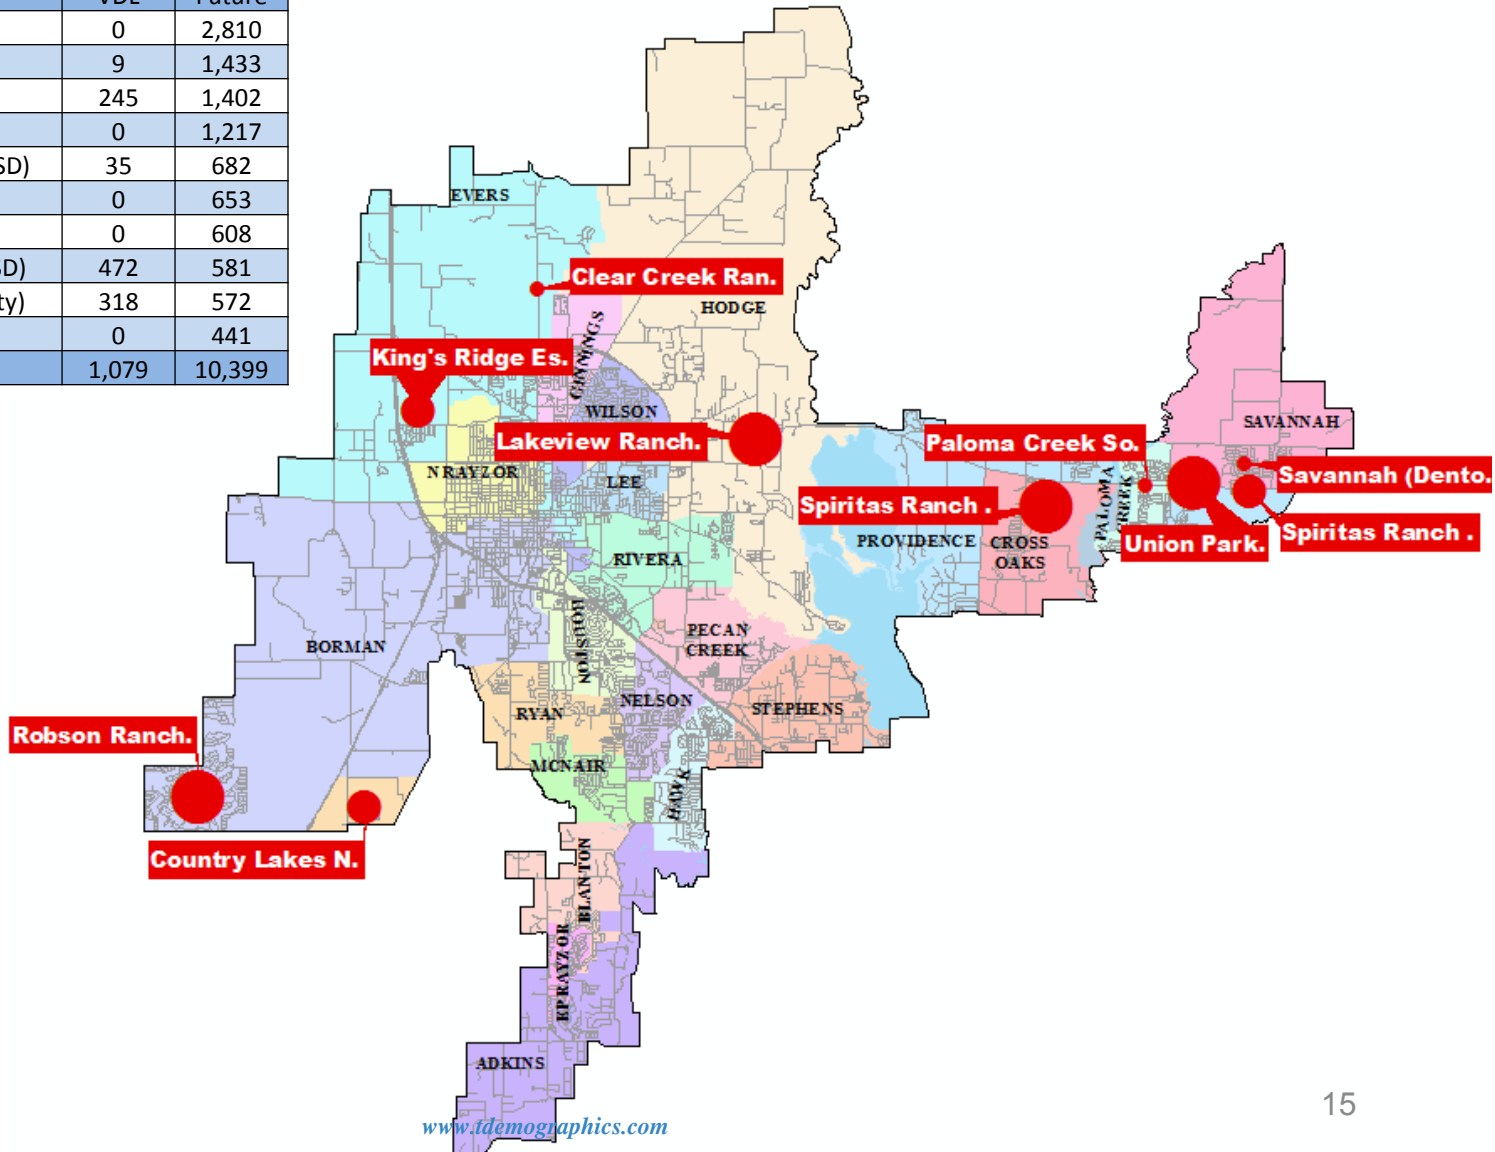 VDL Future
0 2,810
9 1,433
245 1,402
0 1,217
SD) 35 682
0 653
0 608
SD) 472 581
ty) 318 572
0 441
1,079 10,399
EVERS
Clear Creek Ran.
HODGE
GINNINGS
King's Ridge Es.
WILSON
SAVANNAH
Lakeview Ranch.
Paloma Creek So.
N RAYZOR
LEE
Savannah (Dento.
PALOMA
CREEK
Spiritas Ranch .
Spiritas Ranch .
PROVIDENCE
CROSS
OAKS
Union Park.
RIVERA
HOUSTON
PECAN
CREEK
BORMAN
NELSON
STEPHENS
RYAN
Robson Ranch.
MCNAIR
HAWK
Country Lakes N.
BLANTON
EP RAYZOR
ADKINS
15
www.tdemographics.com